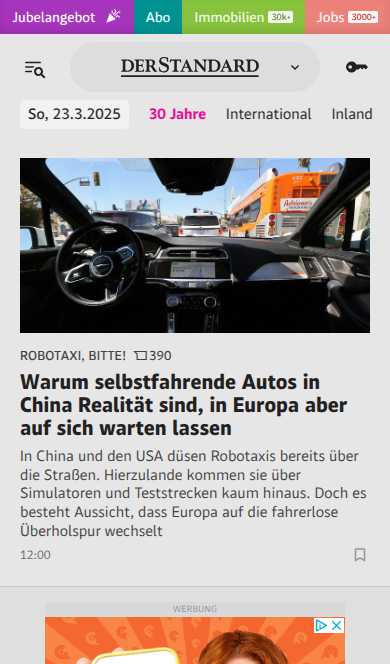 Jubelangebot
Abo
Immobilien 30k+
Jobs 3000+
DERSTANDARD
So, 23.3.2025
30 Jahre
International
Inland
ROBOTAXI, BITTE! 390
Warum selbstfahrende Autos in
China Realität sind, in Europa aber
auf sich warten lassen
In China und den USA düsen Robotaxis bereits über
die Straßen. Hierzulande kommen sie über
Simulatoren und Teststrecken kaum hinaus. Doch es
besteht Aussicht, dass Europa auf die fahrerlose
Überholspur wechselt
12:00
WERBUNG